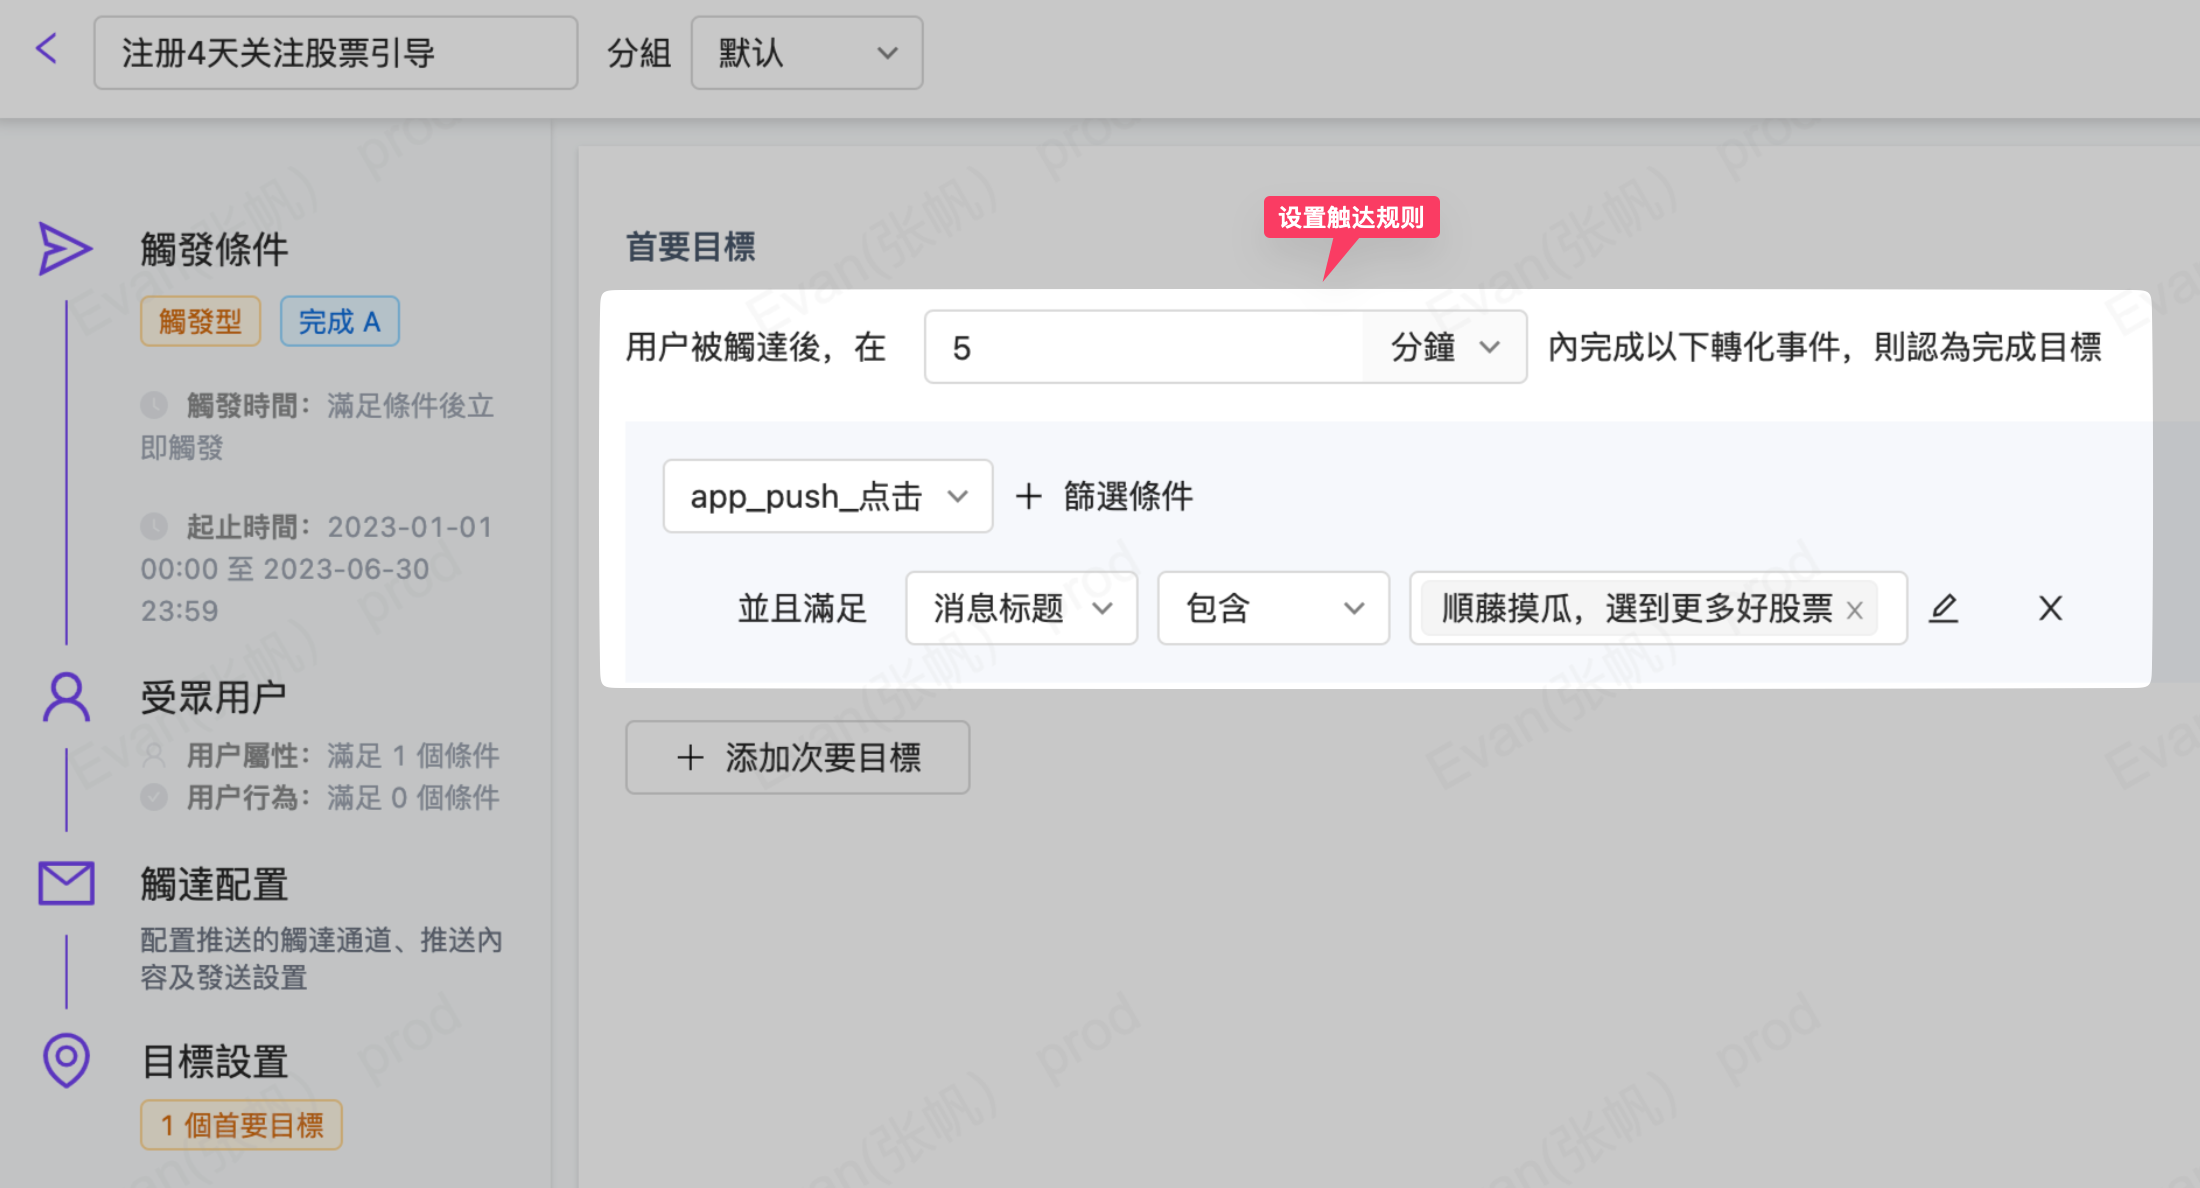 注册4天关注股票引导
分組
默认
觸發條件
觸發型
完成 A
觸發時間：滿足條件後立
即觸發
起止時間：2023-01-01
00:00 至 2023-06-30
23:59
受眾用户
用户屬性：滿足 1 個條件
用户行為：滿足 0 個條件
觸達配置
配置推送的觸達通道、推送內
容及發送設置
目標設置
1 個首要目標
设置触达规则
首要目標
用户被觸達後，在 5 分鐘 內完成以下轉化事件，則認為完成目標
app_push_点击
+ 篩選條件
並且滿足 消息标题 包含 順藤摸瓜，選到更多好股票 x X
+ 添加次要目標
Evan(张帆） prod